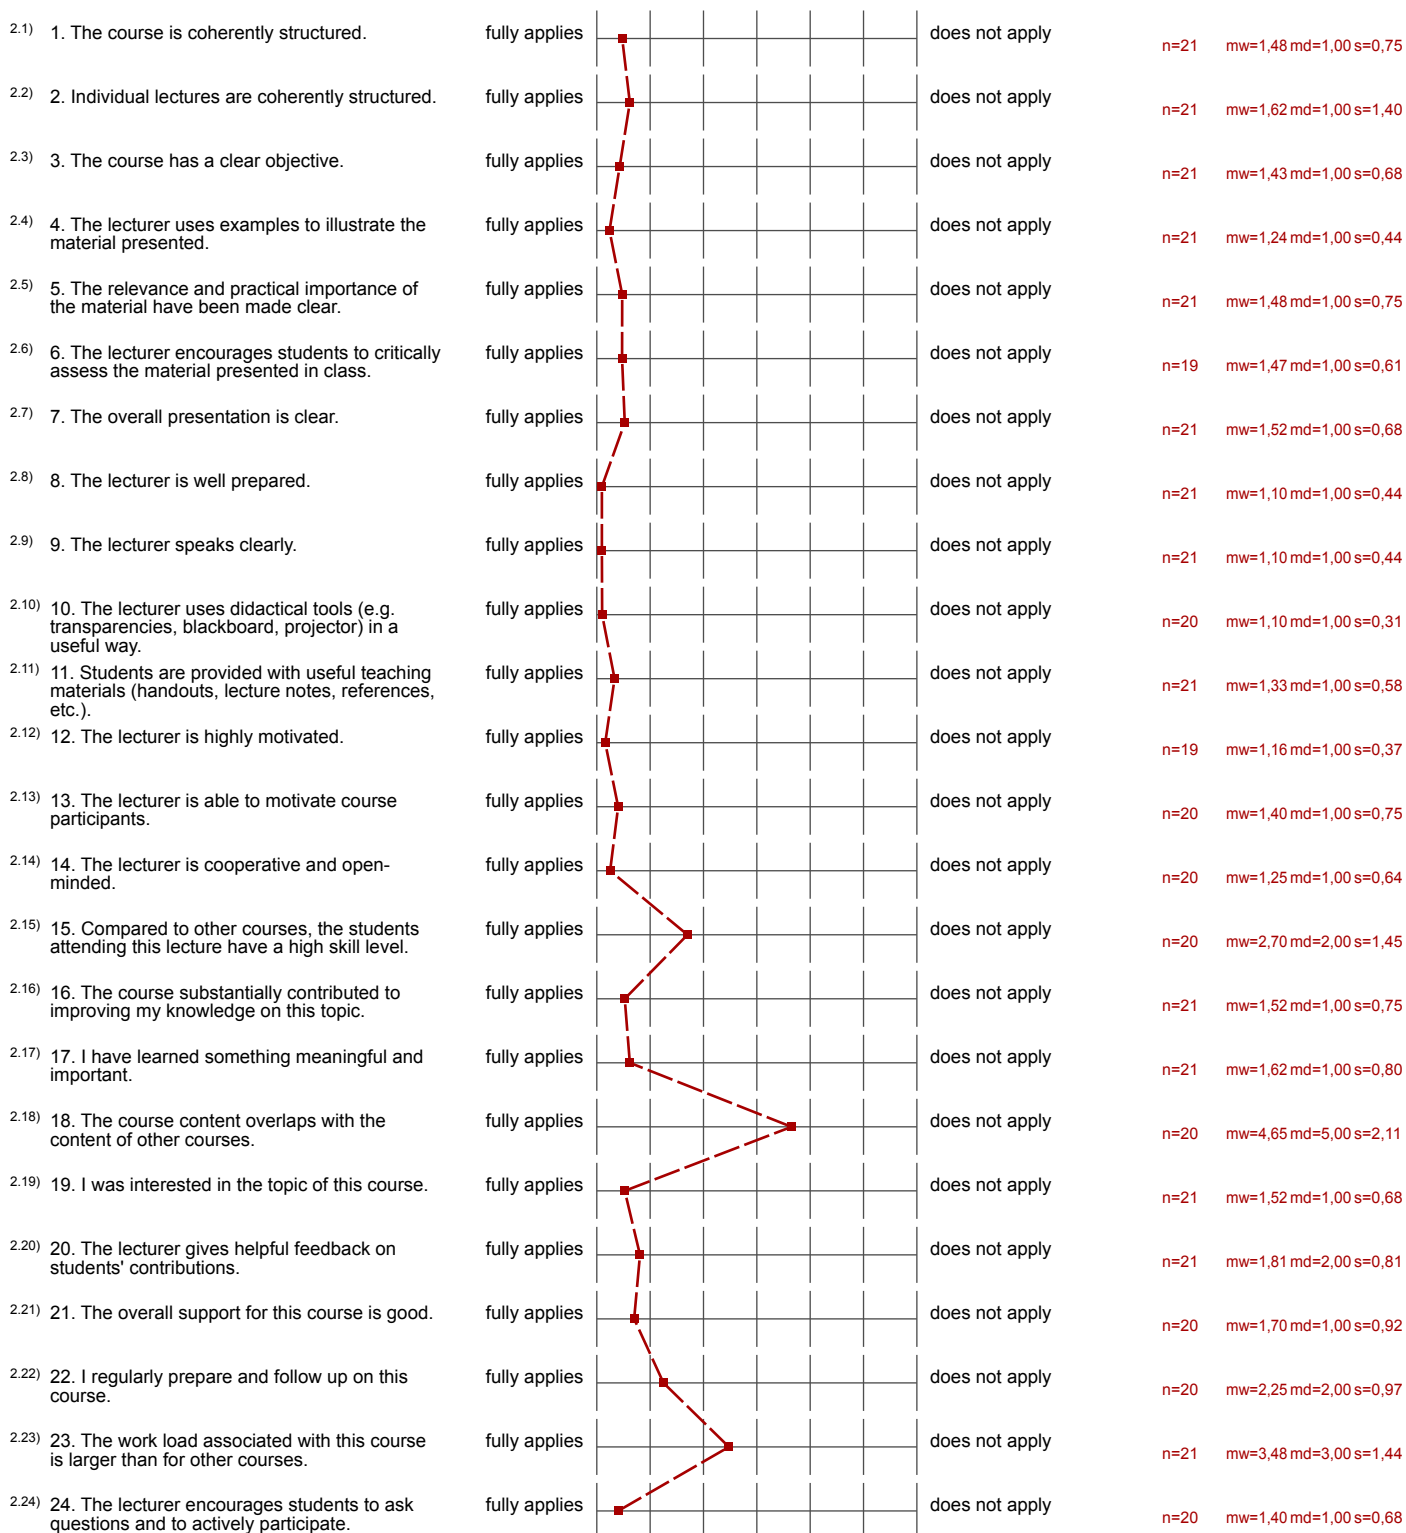 2.1) 1. The course is coherently structured. fully applies does not apply n=21 mw=1,48 md=1,00 s=0,75
2.2) 2. Individual lectures are coherently structured. fully applies does not apply n=21 mw=1,62 md=1,00 s=1,40
2.3) 3. The course has a clear objective. fully applies does not apply n=21 mw=1,43 md=1,00 s=0,68
2.4) 4. The lecturer uses examples to illustrate the fully applies does not apply
material presented. n=21 mw=1,24 md=1,00 s=0,44
2.5) 5. The relevance and practical importance of fully applies does not apply
the material have been made clear. n=21 mw=1,48 md=1,00 s=0,75
2.6) 6. The lecturer encourages students to critically fully applies does not apply
assess the material presented in class. n=19 mw=1,47 md=1,00 s=0,61
2.7) 7. The overall presentation is clear. fully applies does not apply n=21 mw=1,52 md=1,00 s=0,68
2.8) 8. The lecturer is well prepared. fully applies does not apply n=21 mw=1,10 md=1,00 s=0,44
2.9) 9. The lecturer speaks clearly. fully applies does not apply n=21 mw=1,10 md=1,00 s=0,44
2.10) 10. The lecturer uses didactical tools (e.g. fully applies does not apply
transparencies, blackboard, projector) in a n=20 mw=1,10 md=1,00 s=0,31
useful way.
2.11) 11. Students are provided with useful teaching fully applies does not apply
materials (handouts, lecture notes, references, n=21 mw=1,33 md=1,00 s=0,58
etc.).
2.12) 12. The lecturer is highly motivated. fully applies does not apply n=19 mw=1,16 md=1,00 s=0,37
2.13) 13. The lecturer is able to motivate course fully applies does not apply
participants. n=20 mw=1,40 md=1,00 s=0,75
2.14) 14. The lecturer is cooperative and open- fully applies does not apply
minded. n=20 mw=1,25 md=1,00 s=0,64
2.15) 15. Compared to other courses, the students fully applies does not apply
attending this lecture have a high skill level. n=20 mw=2,70 md=2,00 s=1,45
2.16) 16. The course substantially contributed to fully applies does not apply
improving my knowledge on this topic. n=21 mw=1,52 md=1,00 s=0,75
2.17) 17. I have learned something meaningful and fully applies does not apply
important. n=21 mw=1,62 md=1,00 s=0,80
2.18) 18. The course content overlaps with the fully applies does not apply
content of other courses. n=20 mw=4,65 md=5,00 s=2,11
2.19) 19. I was interested in the topic of this course. fully applies does not apply n=21 mw=1,52 md=1,00 s=0,68
2.20) 20. The lecturer gives helpful feedback on fully applies does not apply
students' contributions. n=21 mw=1,81 md=2,00 s=0,81
2.21) 21. The overall support for this course is good. fully applies does not apply n=20 mw=1,70 md=1,00 s=0,92
2.22) 22. I regularly prepare and follow up on this fully applies does not apply
course. n=20 mw=2,25 md=2,00 s=0,97
2.23) 23. The work load associated with this course fully applies does not apply
is larger than for other courses. n=21 mw=3,48 md=3,00 s=1,44
2.24) 24. The lecturer encourages students to ask fully applies does not apply
questions and to actively participate. n=20 mw=1,40 md=1,00 s=0,68